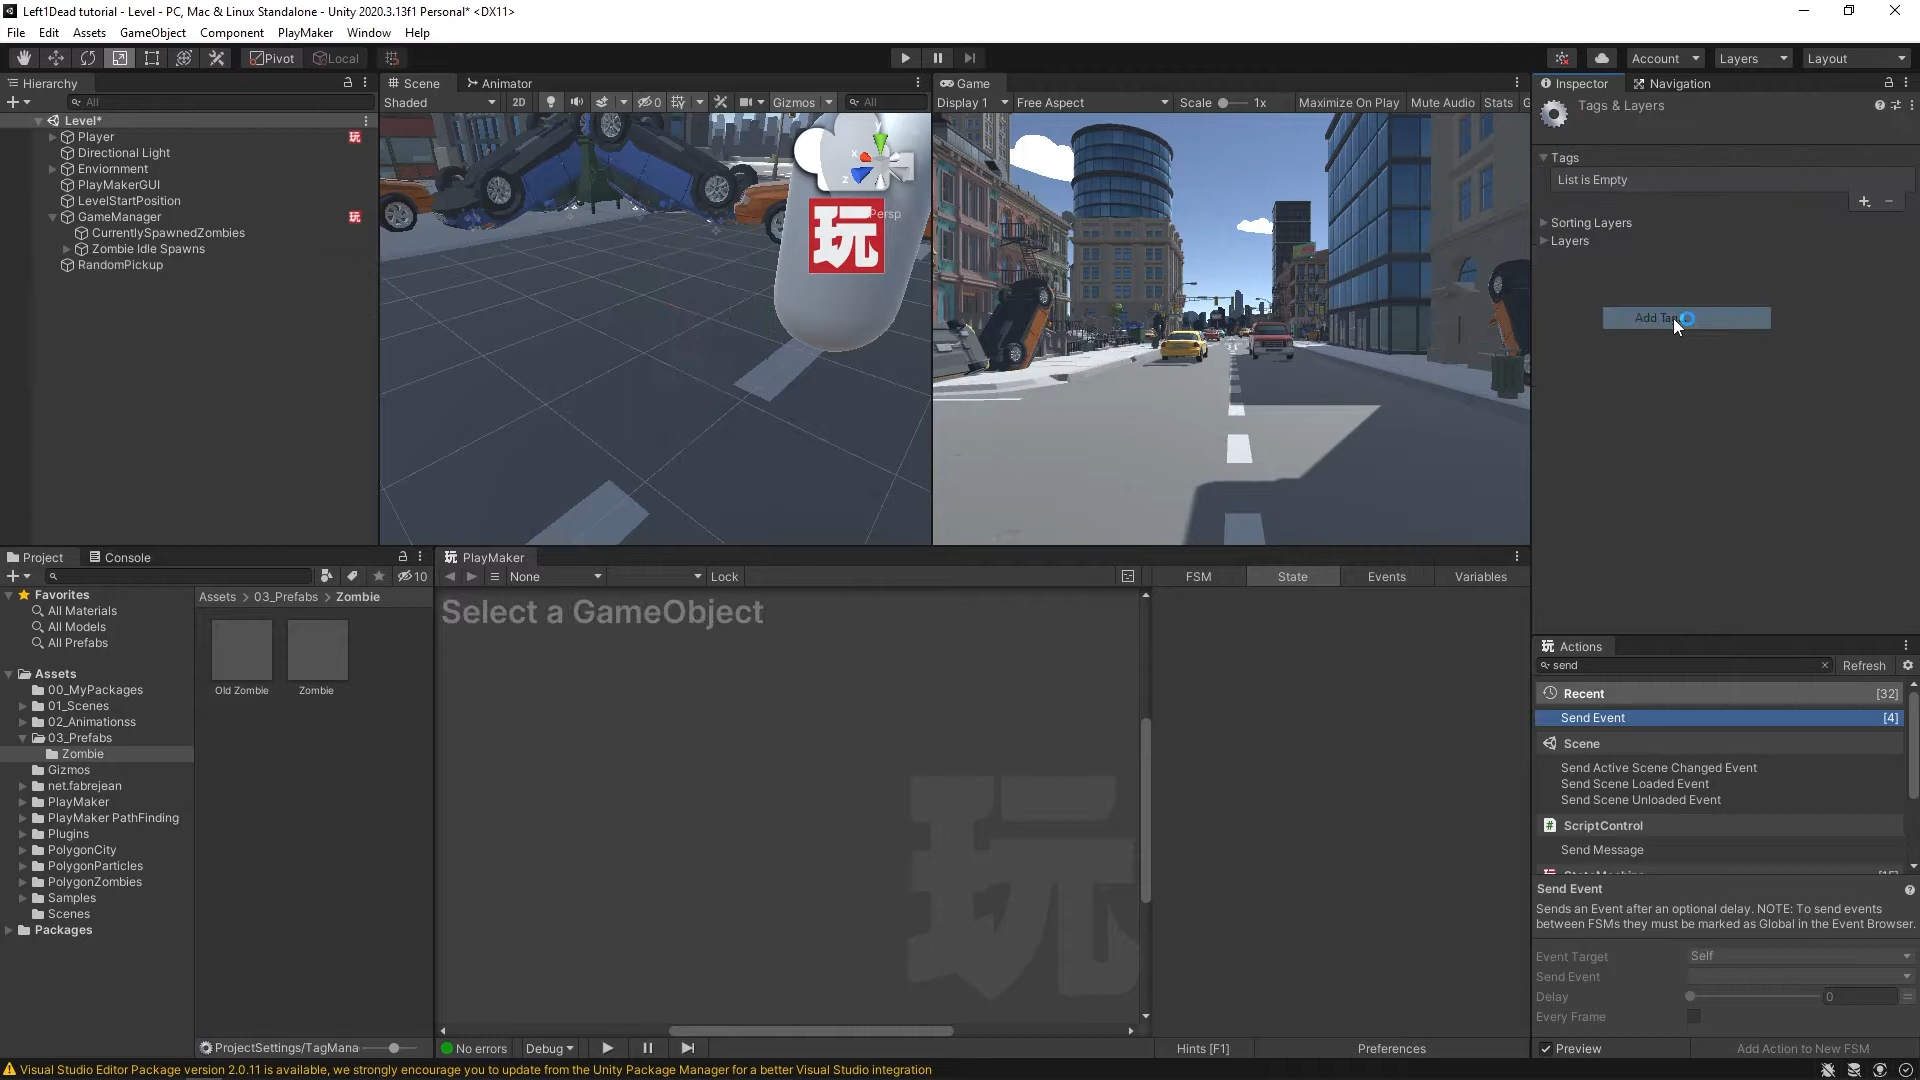 Left1Dead tutorial - Level - PC, Mac & Linux Standalone - Unity 2020.3.13f1 Personal* <DX11>
File Edit Assets GameObject Component PlayMaker Window Help
Pivot Local Account Layers Layout
Hierarchy Scene Animator Game Inspector Navigation
All Shaded 2D 0 Gizmos All Display 1 Free Aspect Scale 1x Maximize On Play Mute Audio Stats G
Tags & Layers
Level*
Player 玩
Directional Light
Enviornment
PlayMakerGUI
LevelStartPosition
GameManager 玩
CurrentlySpawnedZombies
Zombie Idle Spawns
RandomPickup
y
x
z
Persp
玩
Tags
List is Empty
Sorting Layers
Layers
Add Tag
Project Console
10
Favorites
All Materials
All Models
All Prefabs
Assets
00_MyPackages
01_Scenes
02_Animationss
03_Prefabs
Zombie
Gizmos
net.fabrejean
PlayMaker
PlayMaker PathFinding
Plugins
PolygonCity
PolygonParticles
PolygonZombies
Samples
Scenes
Packages
Assets > 03_Prefabs > Zombie
Old Zombie Zombie
ProjectSettings/TagMana
玩 PlayMaker
None Lock FSM State Events Variables
Select a GameObject
玩
No errors Debug Hints [F1] Preferences
玩 Actions
send Refresh
Recent [32]
Send Event [4]
Scene
Send Active Scene Changed Event
Send Scene Loaded Event
Send Scene Unloaded Event
ScriptControl
Send Message
Send Event
Sends an Event after an optional delay. NOTE: To send events
between FSMs they must be marked as Global in the Event Browser.
Event Target Self
Send Event
Delay 0
Every Frame
Preview Add Action to New FSM
Visual Studio Editor Package version 2.0.11 is available, we strongly encourage you to update from the Unity Package Manager for a better Visual Studio integration